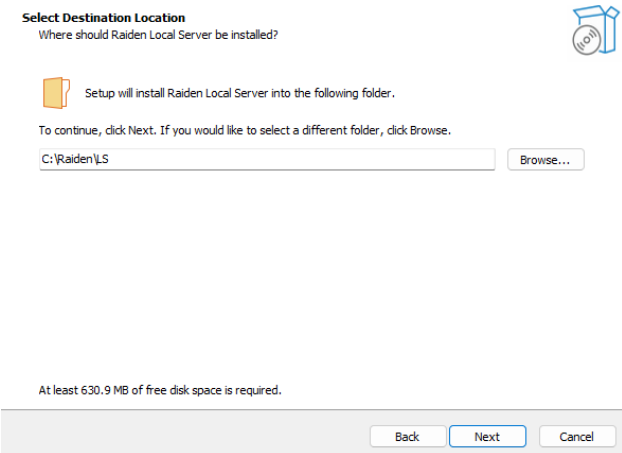 Select Destination Location
Where should Raiden Local Server be installed?
Setup will install Raiden Local Server into the following folder.
To continue, click Next. If you would like to select a different folder, click Browse.
C:\Raiden\LS
Browse...
At least 630.9 MB of free disk space is required.
Back
Next
Cancel